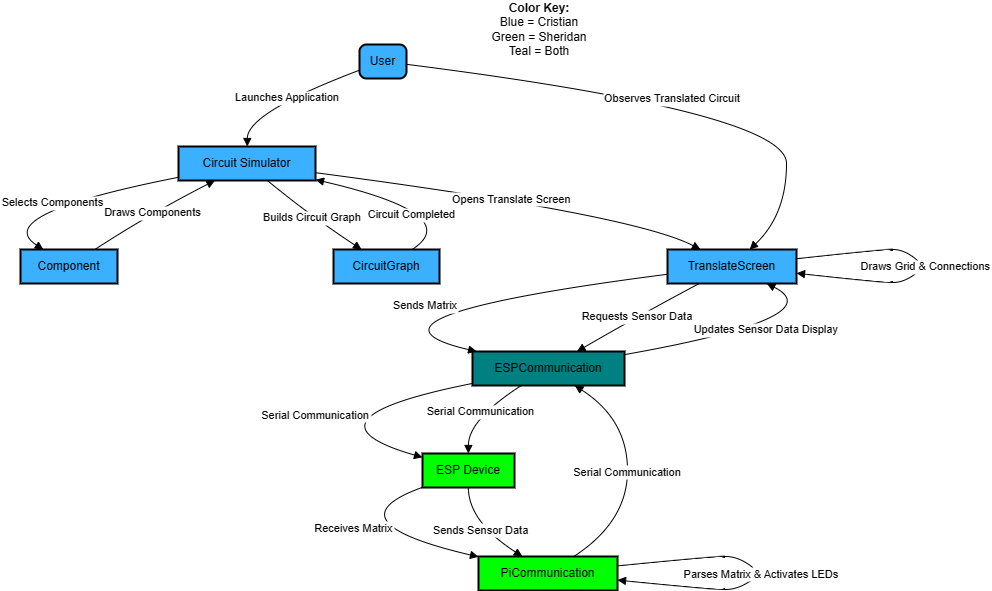 Color Key:
Blue = Cristian
Green = Sheridan
Teal = Both
User
Launches Application
Observes Translated Circuit
Circuit Simulator
Selects Components
Draws Components
Builds Circuit Graph
Circuit Completed
Opens Translate Screen
Component
CircuitGraph
TranslateScreen
Draws Grid & Connections
Sends Matrix
Requests Sensor Data
Updates Sensor Data Display
ESPCommunication
Serial Communication
Serial Communication
ESP Device
Serial Communication
Receives Matrix
Sends Sensor Data
PiCommunication
Parses Matrix & Activates LEDs